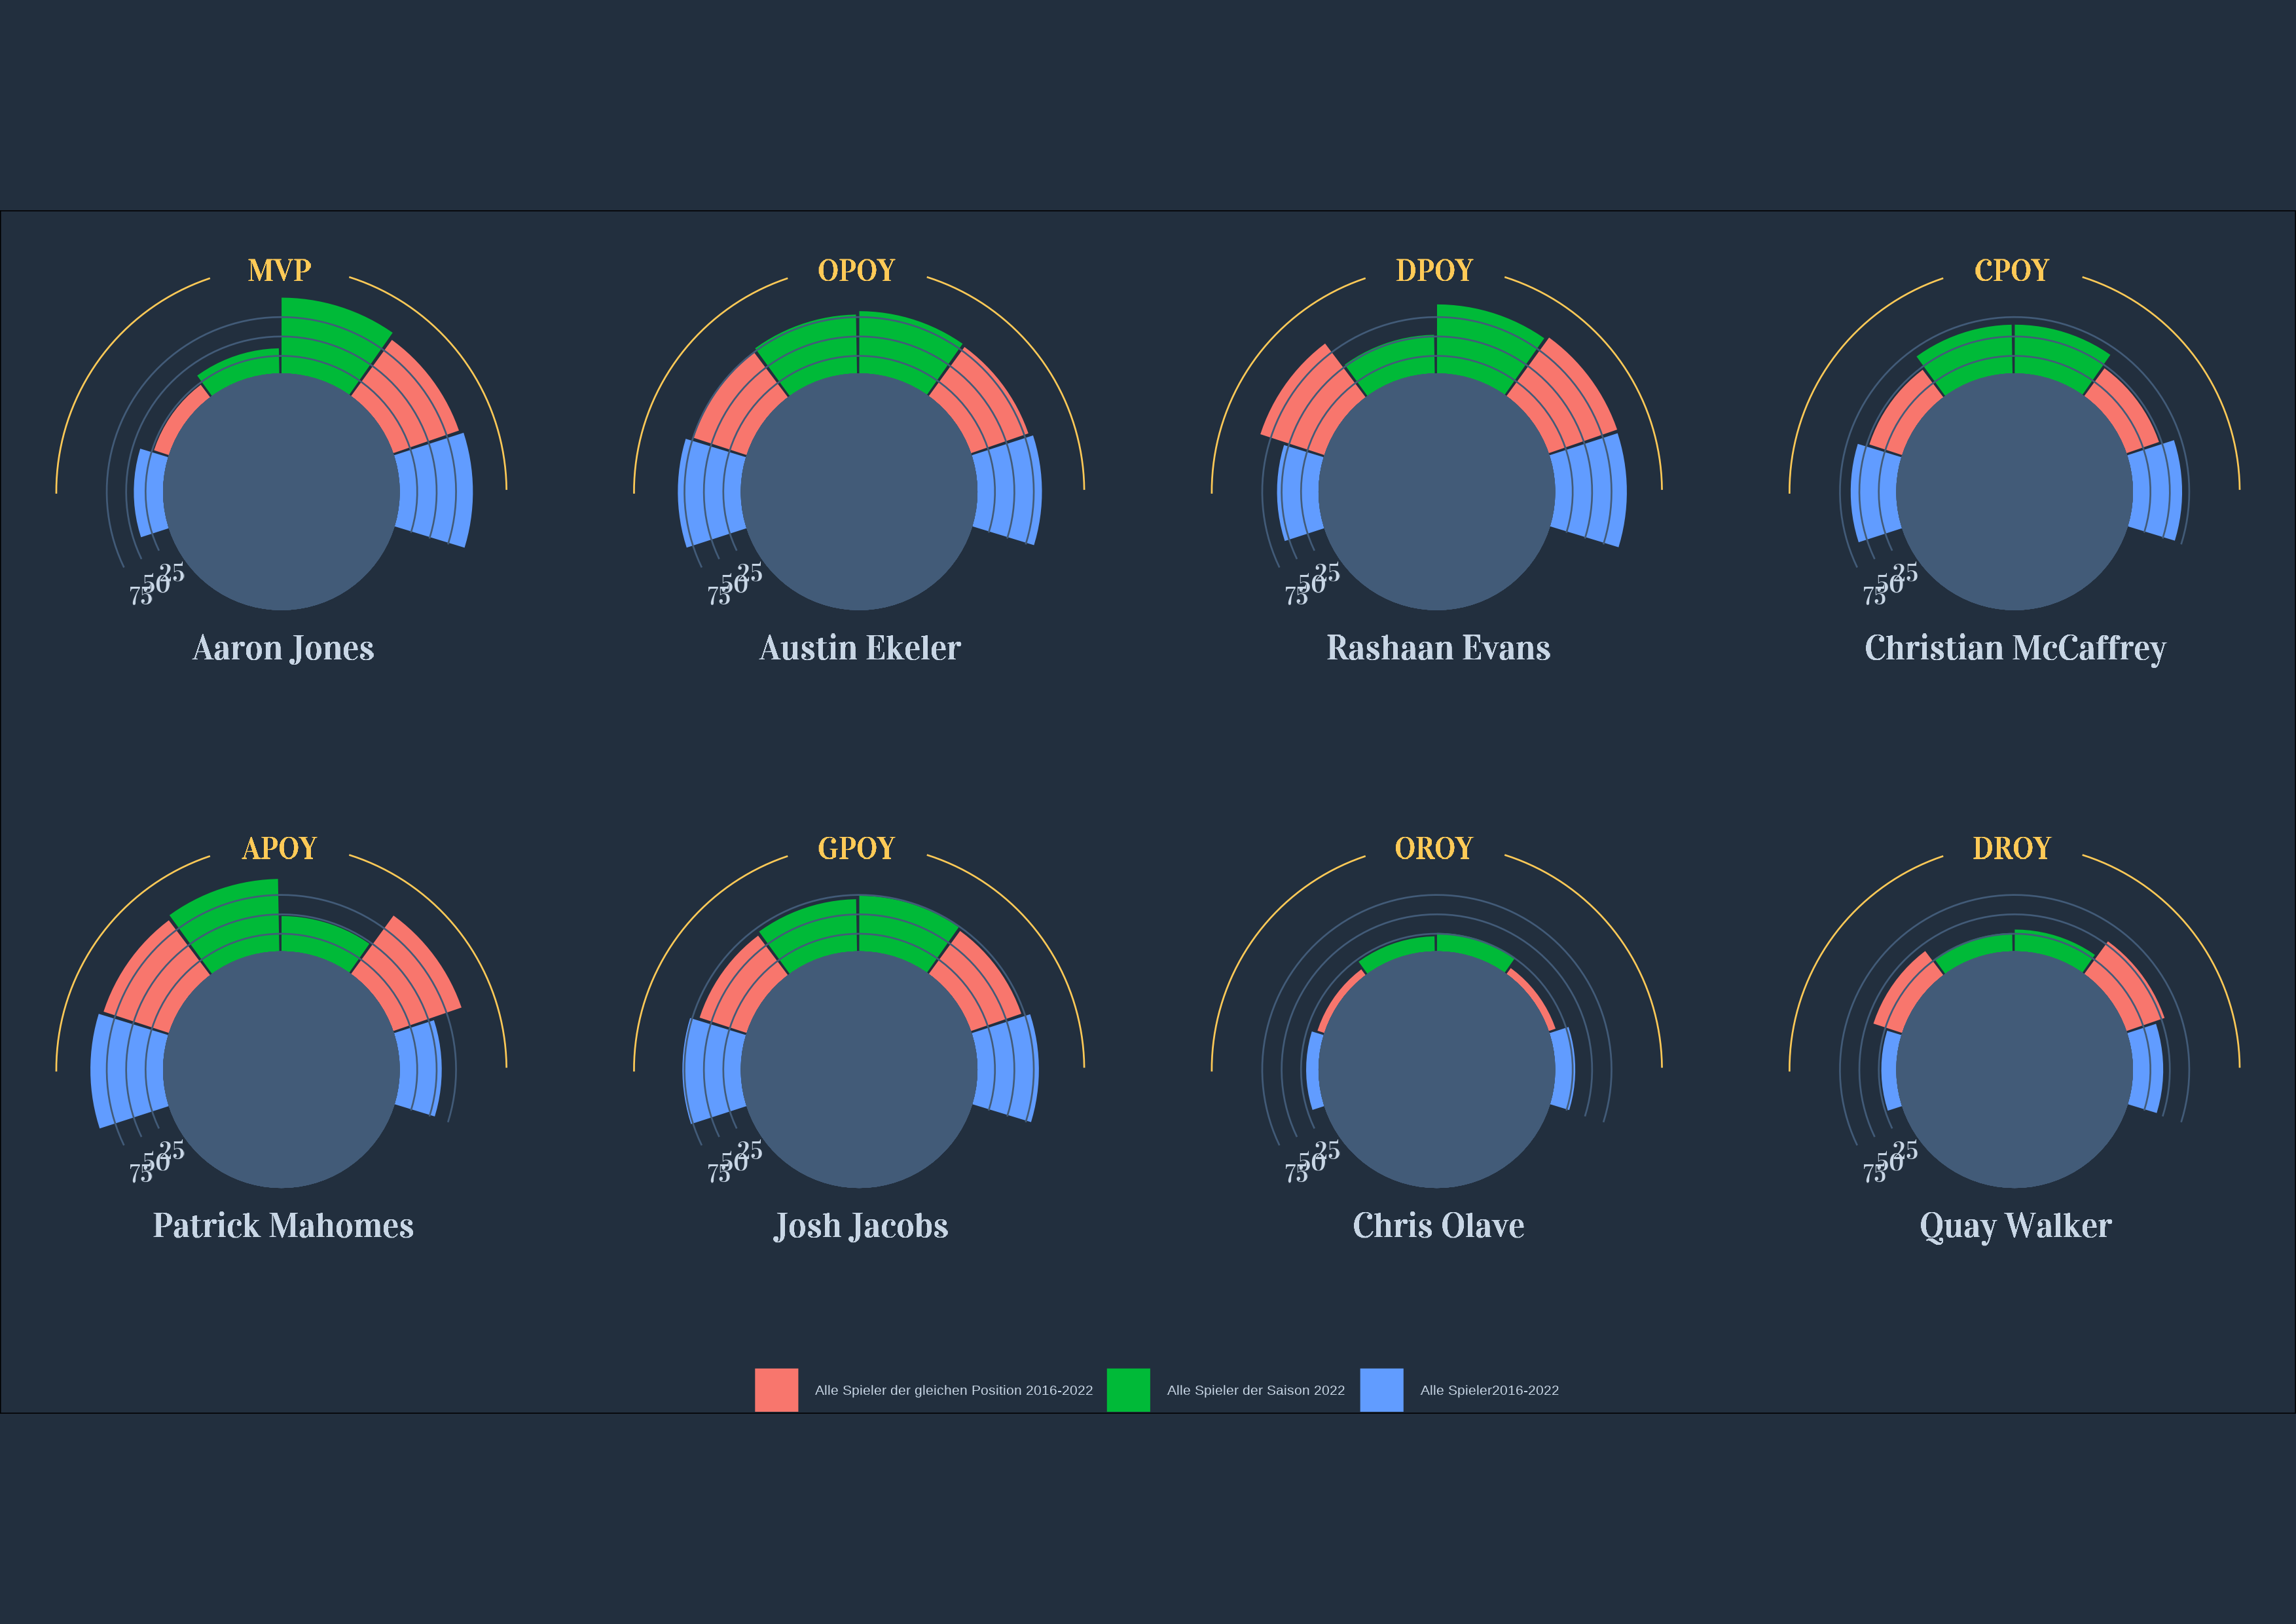 MVP OPOY DPOY CPOY
25 25 25 25
50 50 50 50
75 75 75 75
Aaron Jones Austin Ekeler Rashaan Evans Christian McCaffrey
APOY GPOY OROY DROY
25 25 25 25
50 50 50 50
75 75 75 75
Patrick Mahomes Josh Jacobs Chris Olave Quay Walker
Alle Spieler der gleichen Position 2016-2022 Alle Spieler der Saison 2022 Alle Spieler2016-2022